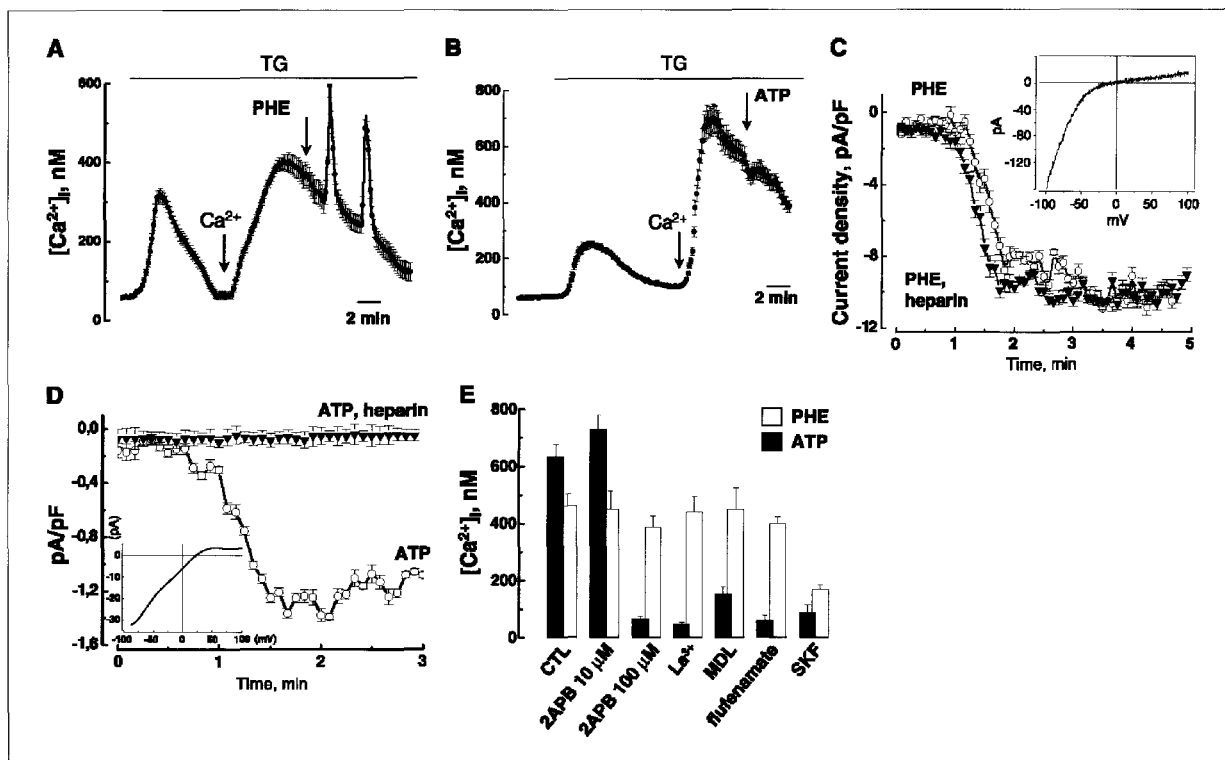 A
TG
[Ca²⁺]ᵢ, nM
600
400
200
0
PHE
Ca²⁺
2 min
B
TG
[Ca²⁺]ᵢ, nM
800
600
400
200
0
ATP
Ca²⁺
2 min
C
PHE
PHE,
heparin
Current density, pA/pF
0
-4
-8
-12
0 1 2 3 4 5
Time, min
pA
0
-40
-80
-120
-100 -50 0 50 100
mV
D
ATP, heparin
ATP
pA/pF
0,0
-0,4
-0,8
-1,2
-1,6
0 1 2 3
Time, min
(pA)
0
-10
-20
-30
-100 -50 0 50 100 (mV)
E
PHE
ATP
[Ca²⁺]ᵢ, nM
800
600
400
200
0
CTL
2APB 10 µM
2APB 100 µM
La³⁺
MDL
flufenamate
SKF